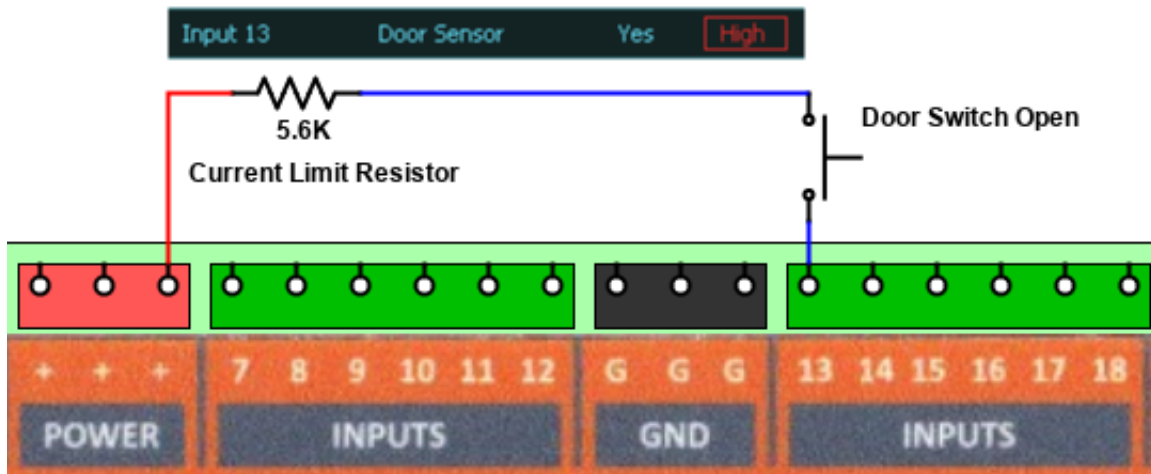 Input 13 Door Sensor Yes High
5.6K
Door Switch Open
Current Limit Resistor
+ + + 7 8 9 10 11 12 G G G 13 14 15 16 17 18
POWER INPUTS GND INPUTS